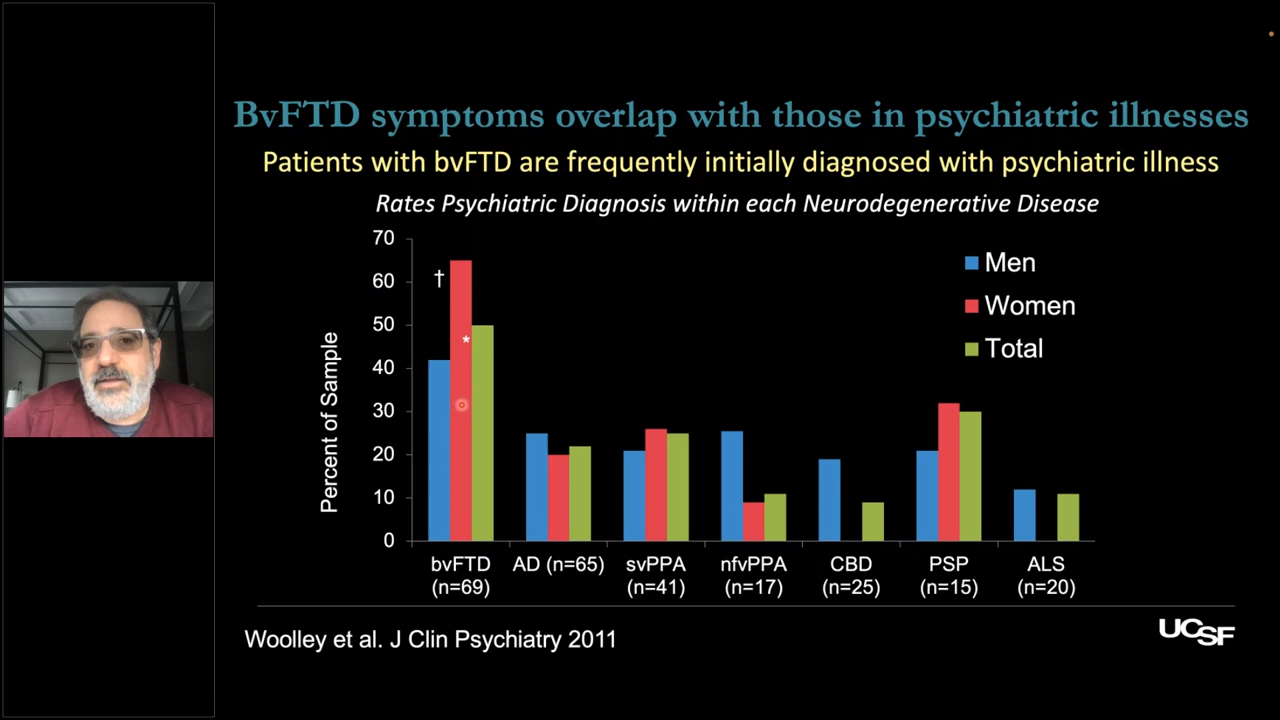 BvFTD symptoms overlap with those in psychiatric illnesses
Patients with bvFTD are frequently initially diagnosed with psychiatric illness
Rates Psychiatric Diagnosis within each Neurodegenerative Disease
Percent of Sample
70
60
50
40
30
20
10
0
†
*
Men
Women
Total
bvFTD
(n=69)
AD (n=65)
svPPA
(n=41)
nfvPPA
(n=17)
CBD
(n=25)
PSP
(n=15)
ALS
(n=20)
Woolley et al. J Clin Psychiatry 2011
UCSF